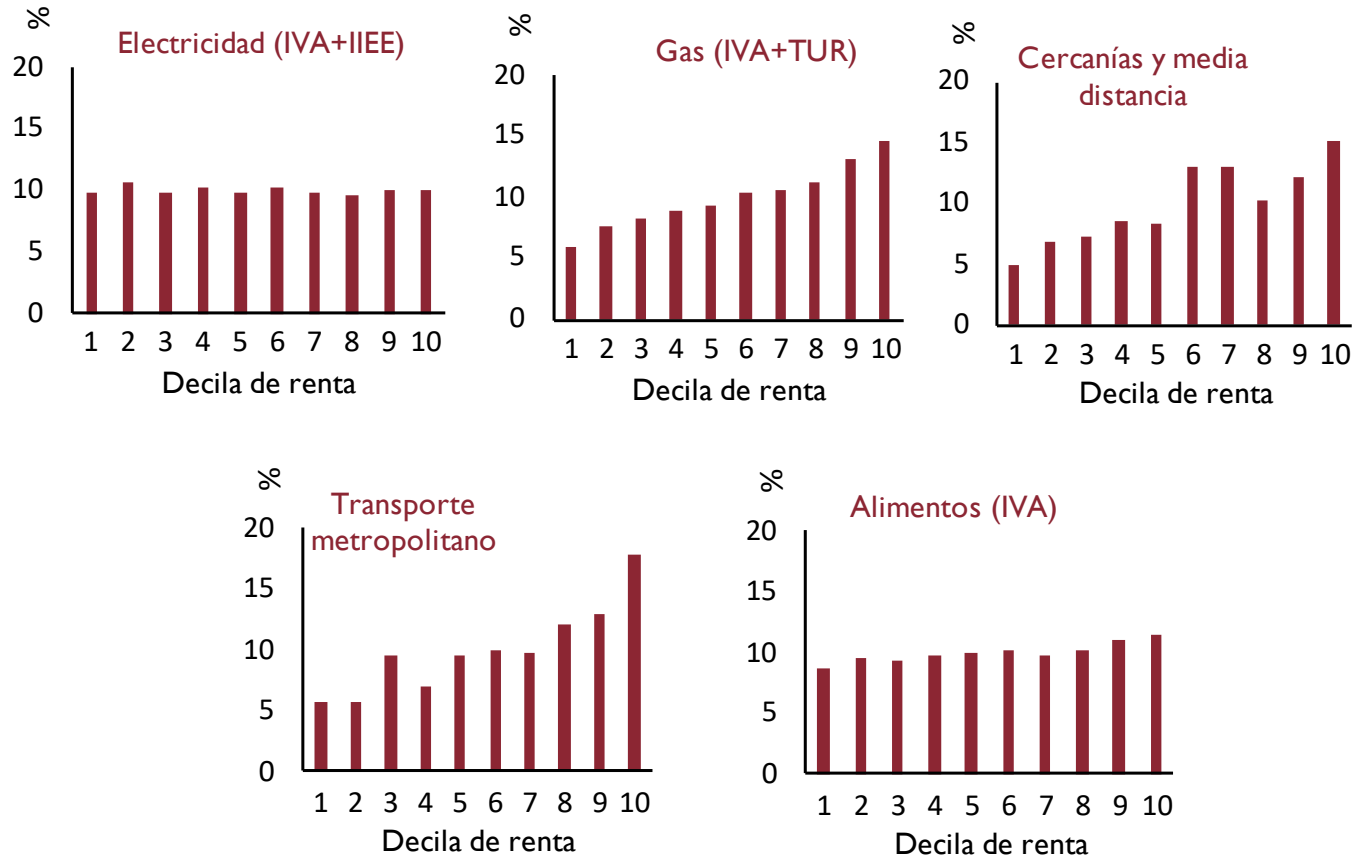 %
Electricidad (IVA+IIEE)
20
15
10
5
0
1 2 3 4 5 6 7 8 9 10
Decila de renta
%
Gas (IVA+TUR)
20
15
10
5
0
1 2 3 4 5 6 7 8 9 10
Decila de renta
%
Cercanías y media
distancia
20
15
10
5
0
1 2 3 4 5 6 7 8 9 10
Decila de renta
%
Transporte
metropolitano
20
15
10
5
0
1 2 3 4 5 6 7 8 9 10
Decila de renta
%
Alimentos (IVA)
20
15
10
5
0
1 2 3 4 5 6 7 8 9 10
Decila de renta